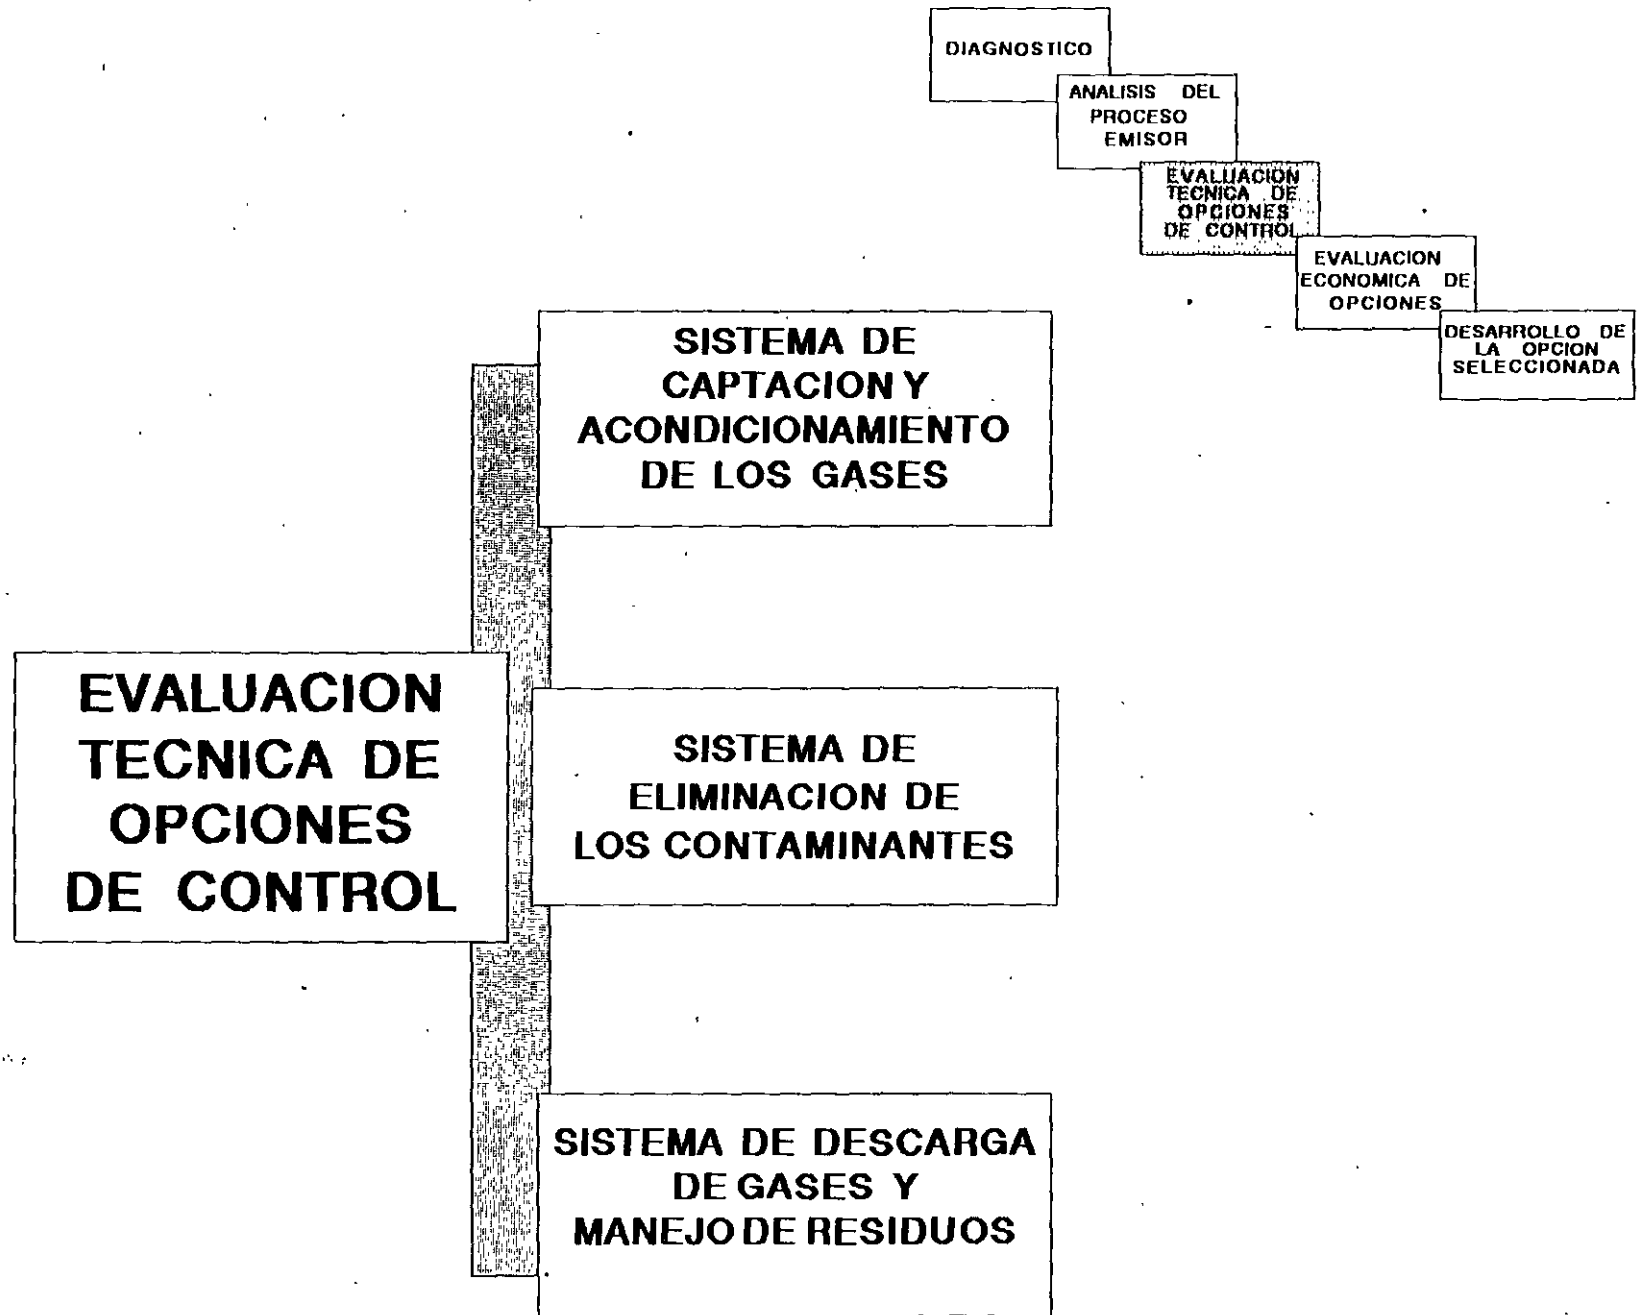 DIAGNOSTICO
ANALISIS DEL
PROCESO
EMISOR
EVALUACION
TECNICA DE
OPCIONES
DE CONTROL
EVALUACION
ECONOMICA DE
OPCIONES
DESARROLLO DE
LA OPCION
SELECCIONADA
SISTEMA DE
CAPTACION Y
ACONDICIONAMIENTO
DE LOS GASES
EVALUACION
TECNICA DE
OPCIONES
DE CONTROL
SISTEMA DE
ELIMINACION DE
LOS CONTAMINANTES
SISTEMA DE DESCARGA
DE GASES Y
MANEJO DE RESIDUOS